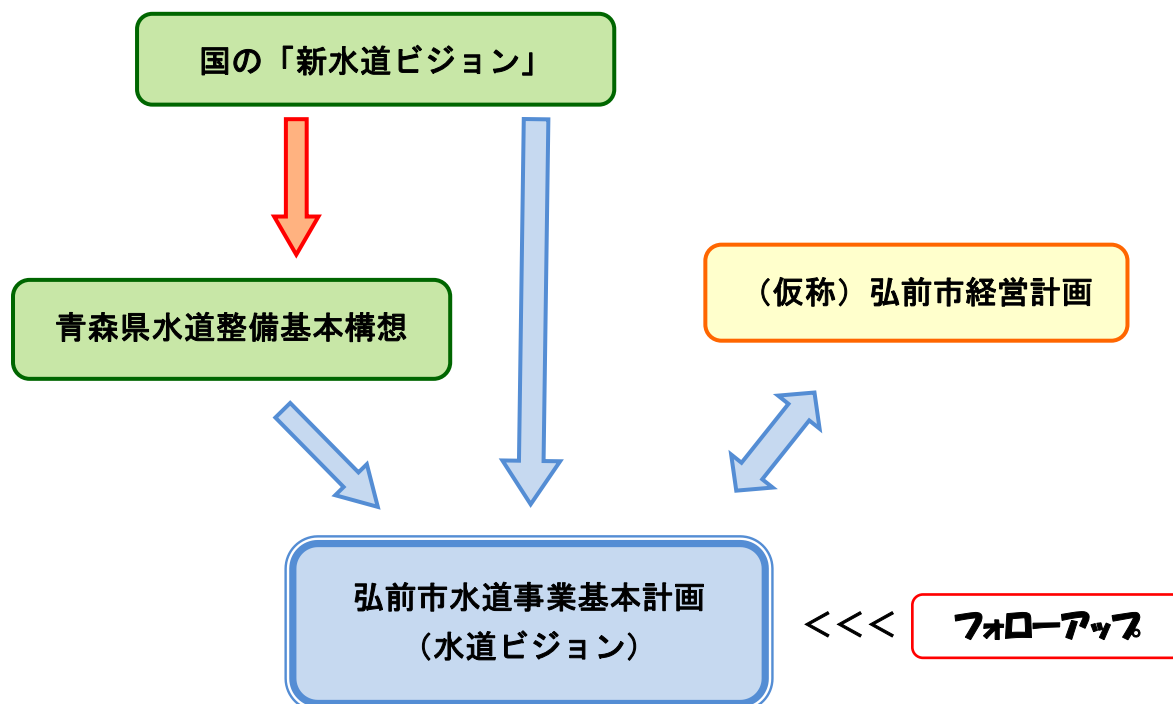 国の「新水道ビジョン」
青森県水道整備基本構想
（仮称）弘前市経営計画
弘前市水道事業基本計画
（水道ビジョン）
<<< フォローアップ